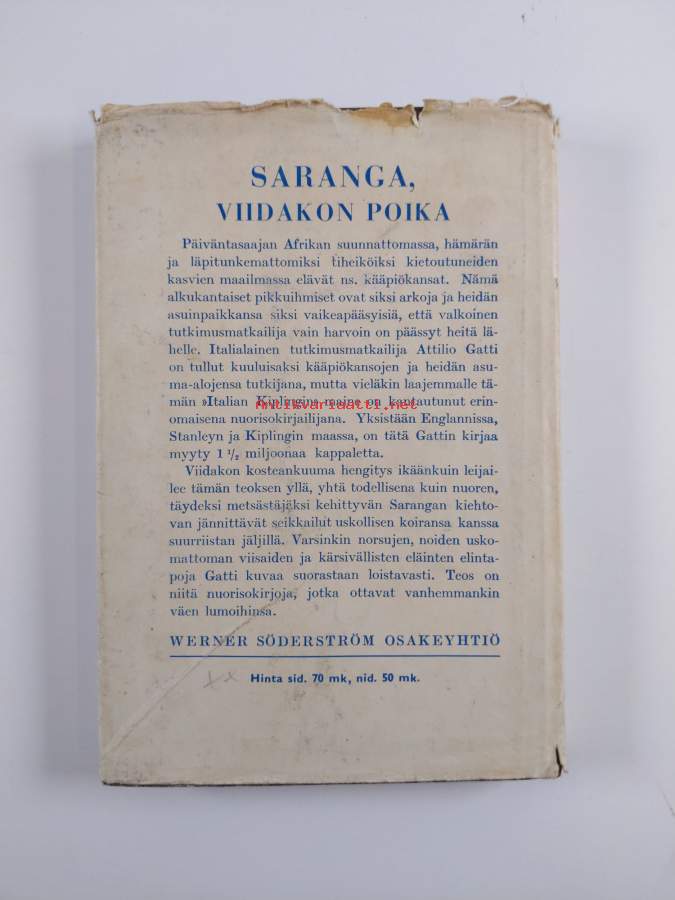 SARANGA,
VIIDAKON POIKA
Päiväntasaajan Afrikan suunnattomassa, hämärän
ja läpitunkemattomiksi tiheiköiksi kietoutuneiden
kasvien maailmassa elävät ns. kääpiökansat. Nämä
alkukantaiset pikkuihmiset ovat siksi arkoja ja heidän
asuinpaikkansa siksi vaikeapääsyisiä, että valkoinen
tutkimusmatkailija vain harvoin on päässyt heitä lä-
helle. Italialainen tutkimusmatkailija Attilio Gatti
on tullut kuuluisaksi kääpiökansojen ja heidän asu-
ma-alojensa tutkijana, mutta vieläkin laajemmalle tä-
män »Italian Kiplingin» maine on kantautunut erin-
Antikvariaatti.net
omaisena nuorisokirjailijana. Yksistään Englannissa,
Stanleyn ja Kiplingin maassa, on tätä Gattin kirjaa
myyty 1 1/2 miljoonaa kappaletta.
Viidakon kosteankuuma hengitys ikäänkuin leijai-
lee tämän teoksen yllä, yhtä todellisena kuin nuoren,
täydeksi metsästäjäksi kehittyvän Sarangan kiehto-
van jännittävät seikkailut uskollisen koiransa kanssa
suurriistan jäljillä. Varsinkin norsujen, noiden usko-
mattoman viisaiden ja kärsivällisten eläinten elinta-
poja Gatti kuvaa suorastaan loistavasti. Teos on
niitä nuorisokirjoja, jotka ottavat vanhemmankin
väen lumoihinsa.
WERNER SÖDERSTRÖM OSAKEYHTIÖ
Hinta sid. 70 mk, nid. 50 mk.